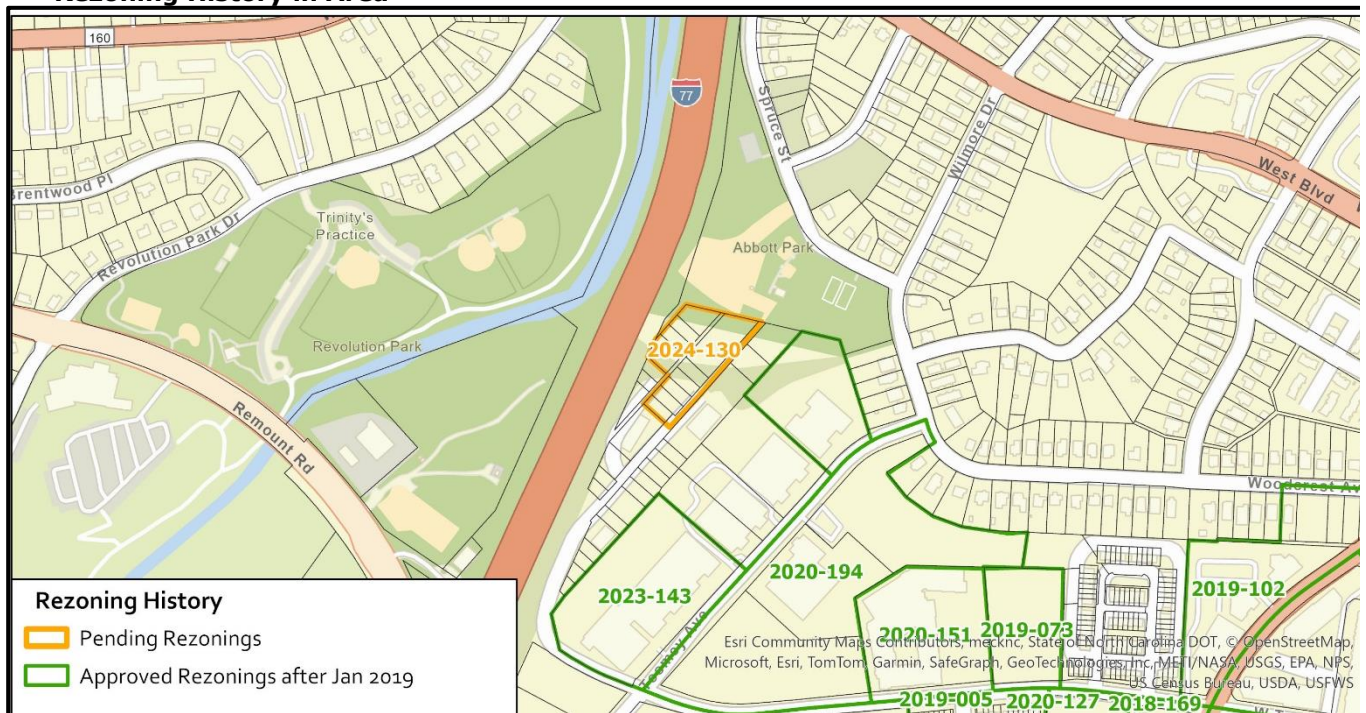 Rezoning History in Area
160
77
Spruce St
Wilmore Dr
West Blvd
Brentwood Pl
Trinity's
Practice
Revolution Park Dr
Abbott Park
Revolution Park
2024-130
Remount Rd
Woodcrest Av
2023-143
2020-194
2019-102
2020-151
2019-073
Toomey Ave
Rezoning History
Pending Rezonings
Approved Rezonings after Jan 2019
Esri Community Maps Contributors, mecknc, State of North Carolina DOT, © OpenStreetMap,
Microsoft, Esri, TomTom, Garmin, SafeGraph, GeoTechnologies, Inc, METI/NASA, USGS, EPA, NPS,
US Census Bureau, USDA, USFWS
2019-005
2020-127
2018-169